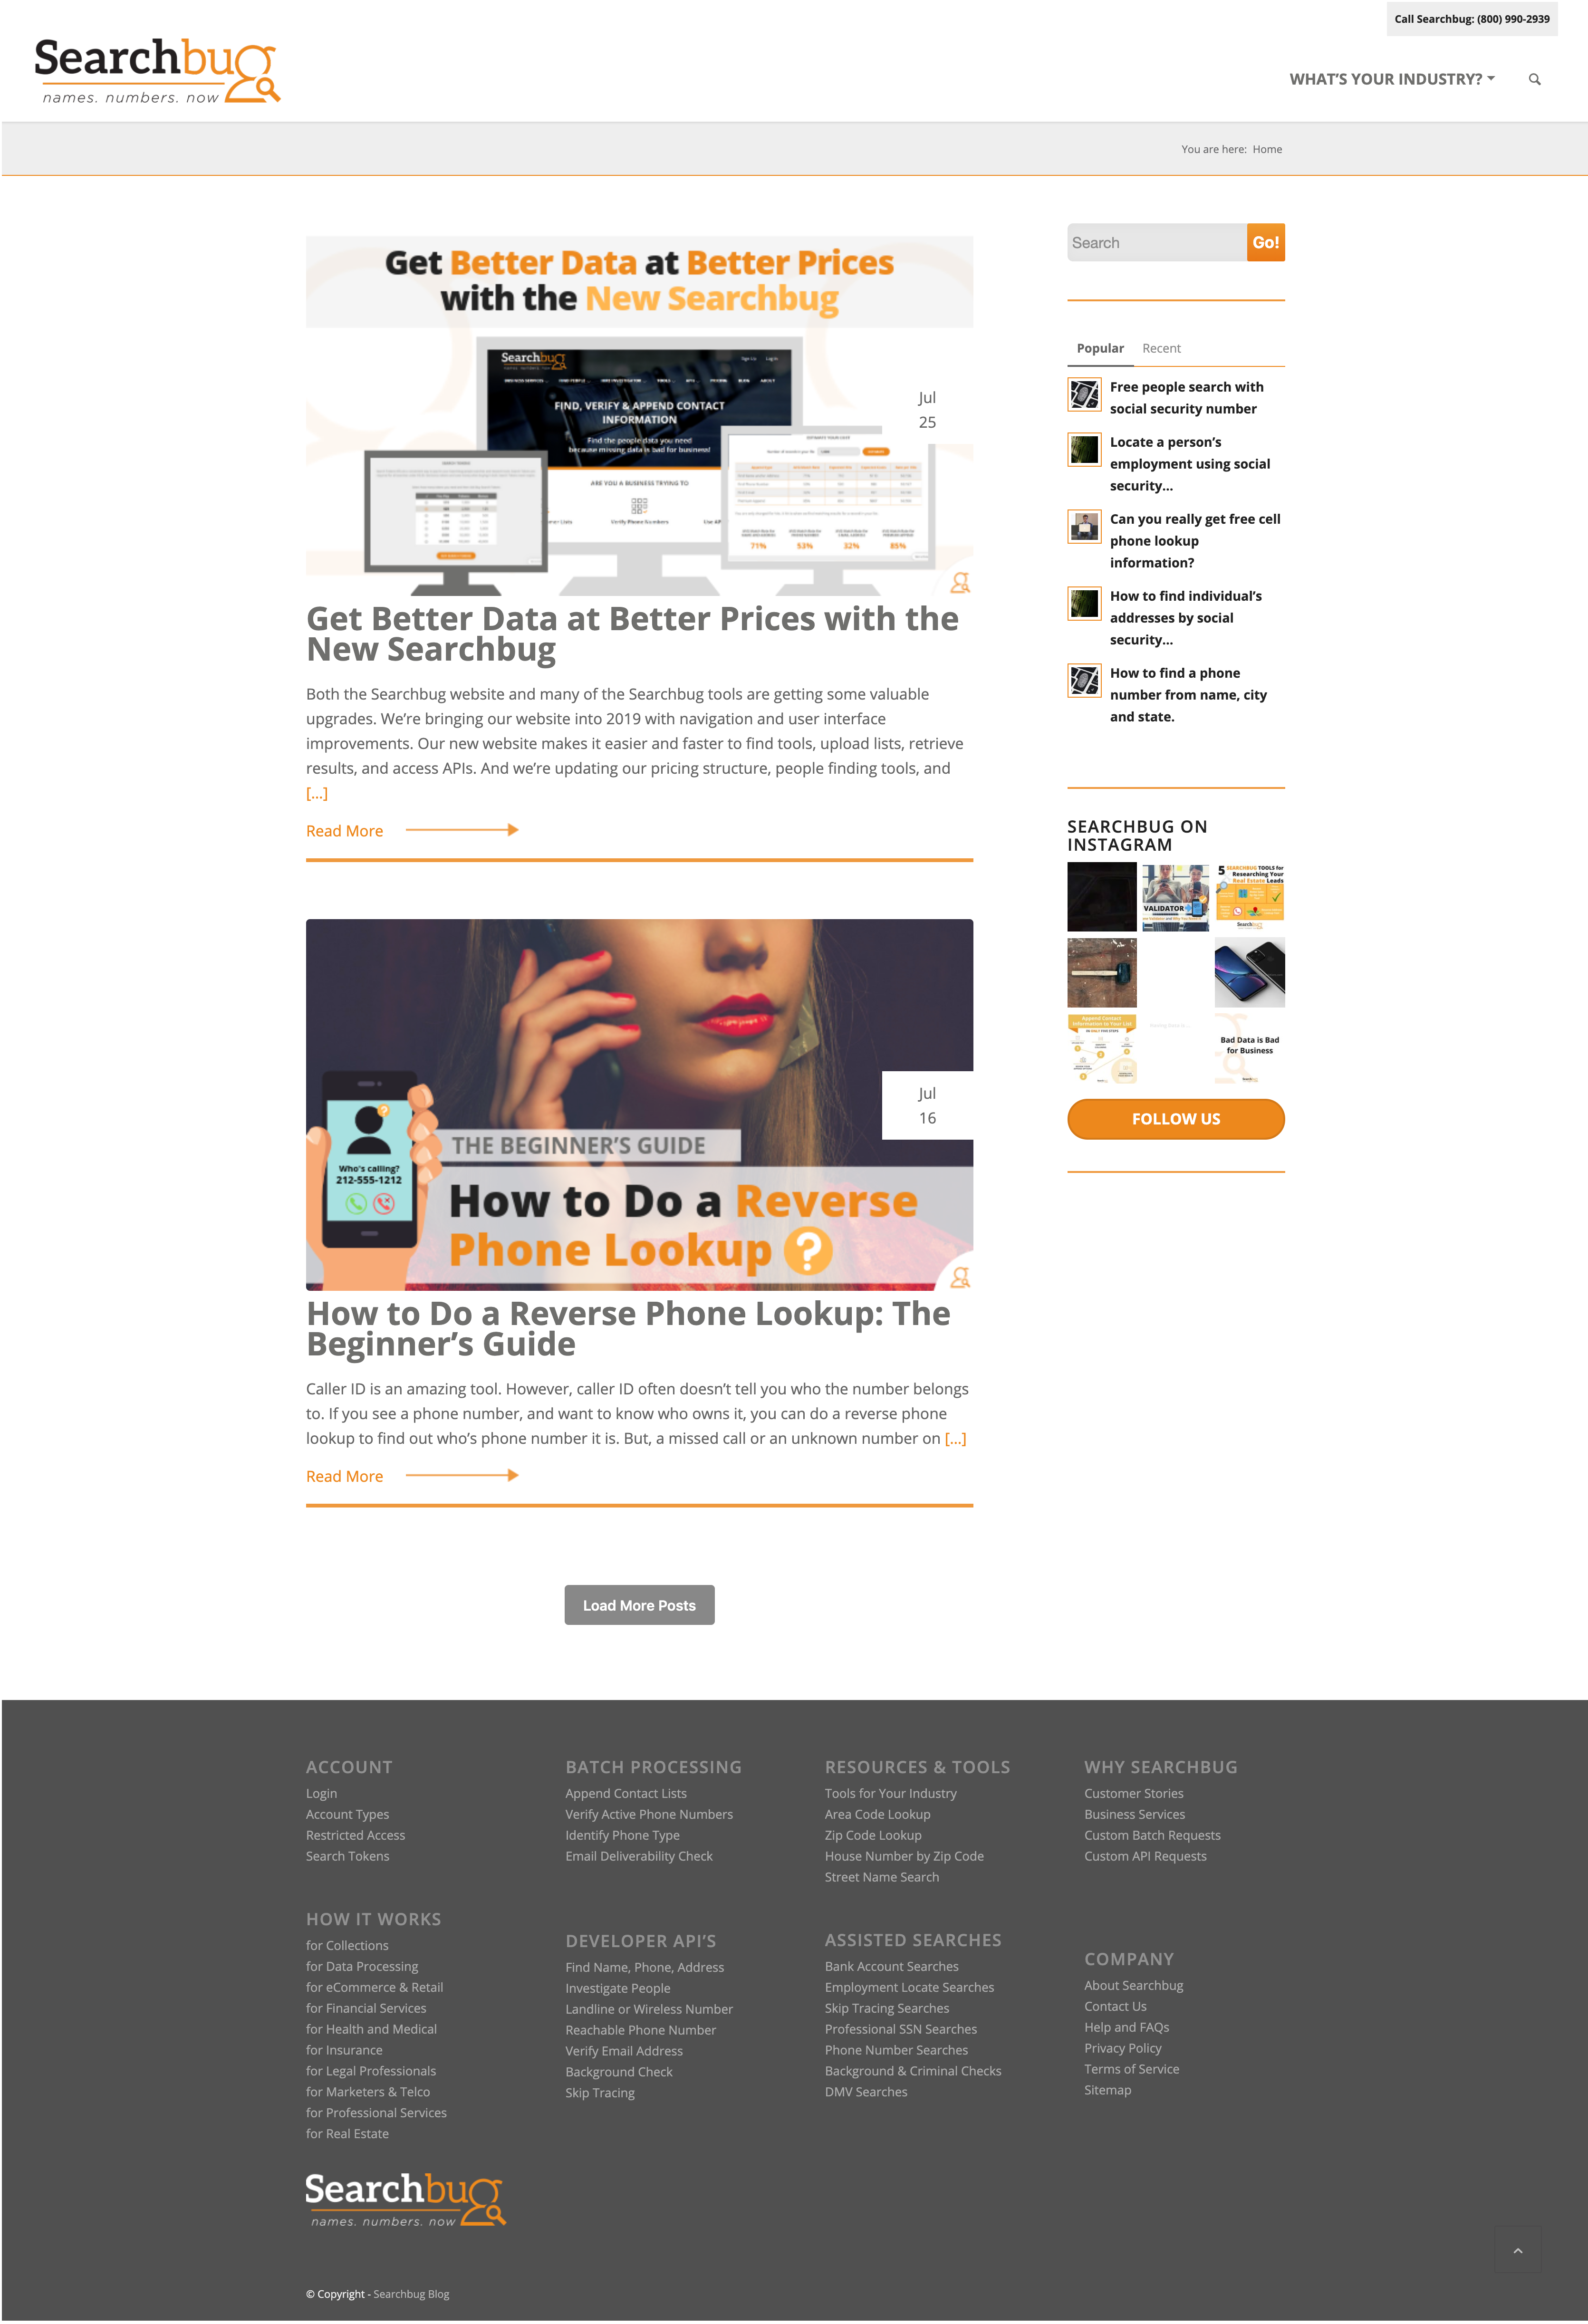 Call Searchbug: (800) 990-2939
Searchbug
names. numbers. now
WHAT'S YOUR INDUSTRY?
You are here: Home
Get Better Data at Better Prices
with the New Searchbug
Searchbug
FIND, VERIFY & APPEND CONTACT
INFORMATION
Find the people data you need
because missing data is bad for business!
ARE YOU A BUSINESS TRYING TO
Verify Phone Numbers
71% 53% 32% 85%
Jul
25
Get Better Data at Better Prices with the
New Searchbug
Both the Searchbug website and many of the Searchbug tools are getting some valuable
upgrades. We're bringing our website into 2019 with navigation and user interface
improvements. Our new website makes it easier and faster to find tools, upload lists, retrieve
results, and access APIs. And we're updating our pricing structure, people finding tools, and
[...]
Read More
Who's calling?
212-555-1212
THE BEGINNER'S GUIDE
How to Do a Reverse
Phone Lookup ?
Jul
16
How to Do a Reverse Phone Lookup: The
Beginner's Guide
Caller ID is an amazing tool. However, caller ID often doesn't tell you who the number belongs
to. If you see a phone number, and want to know who owns it, you can do a reverse phone
lookup to find out who's phone number it is. But, a missed call or an unknown number on [...]
Read More
Load More Posts
Search Go!
Popular Recent
Free people search with
social security number
Locate a person's
employment using social
security...
Can you really get free cell
phone lookup
information?
How to find individual's
addresses by social
security...
How to find a phone
number from name, city
and state.
SEARCHBUG ON
INSTAGRAM
VALIDATOR
5 SEARCHBUG TOOLS for
Researching Your
Real Estate Leads
Searchbug
Append Contact
Information to Your List
Bad Data is Bad
for Business
FOLLOW US
ACCOUNT
Login
Account Types
Restricted Access
Search Tokens
HOW IT WORKS
for Collections
for Data Processing
for eCommerce & Retail
for Financial Services
for Health and Medical
for Insurance
for Legal Professionals
for Marketers & Telco
for Professional Services
for Real Estate
BATCH PROCESSING
Append Contact Lists
Verify Active Phone Numbers
Identify Phone Type
Email Deliverability Check
DEVELOPER API'S
Find Name, Phone, Address
Investigate People
Landline or Wireless Number
Reachable Phone Number
Verify Email Address
Background Check
Skip Tracing
RESOURCES & TOOLS
Tools for Your Industry
Area Code Lookup
Zip Code Lookup
House Number by Zip Code
Street Name Search
ASSISTED SEARCHES
Bank Account Searches
Employment Locate Searches
Skip Tracing Searches
Professional SSN Searches
Phone Number Searches
Background & Criminal Checks
DMV Searches
WHY SEARCHBUG
Customer Stories
Business Services
Custom Batch Requests
Custom API Requests
COMPANY
About Searchbug
Contact Us
Help and FAQs
Privacy Policy
Terms of Service
Sitemap
Searchbug
names. numbers. now
© Copyright - Searchbug Blog